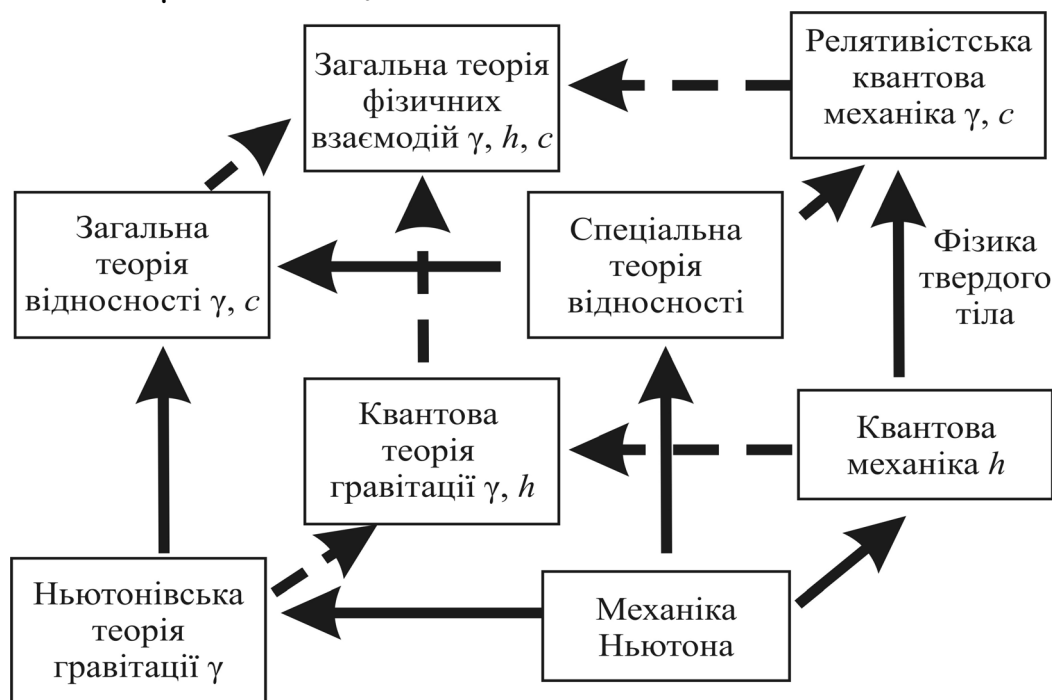 Загальна теорія
фізичних
взаємодій γ, h, c
Релятивістська
квантова
механіка γ, c
Загальна
теорія
відносності γ, c
Спеціальна
теорія
відносності
Фізика
твердого
тіла
Квантова
теорія
гравітації γ, h
Квантова
механіка h
Ньютонівська
теорія
гравітації γ
Механіка
Ньютона